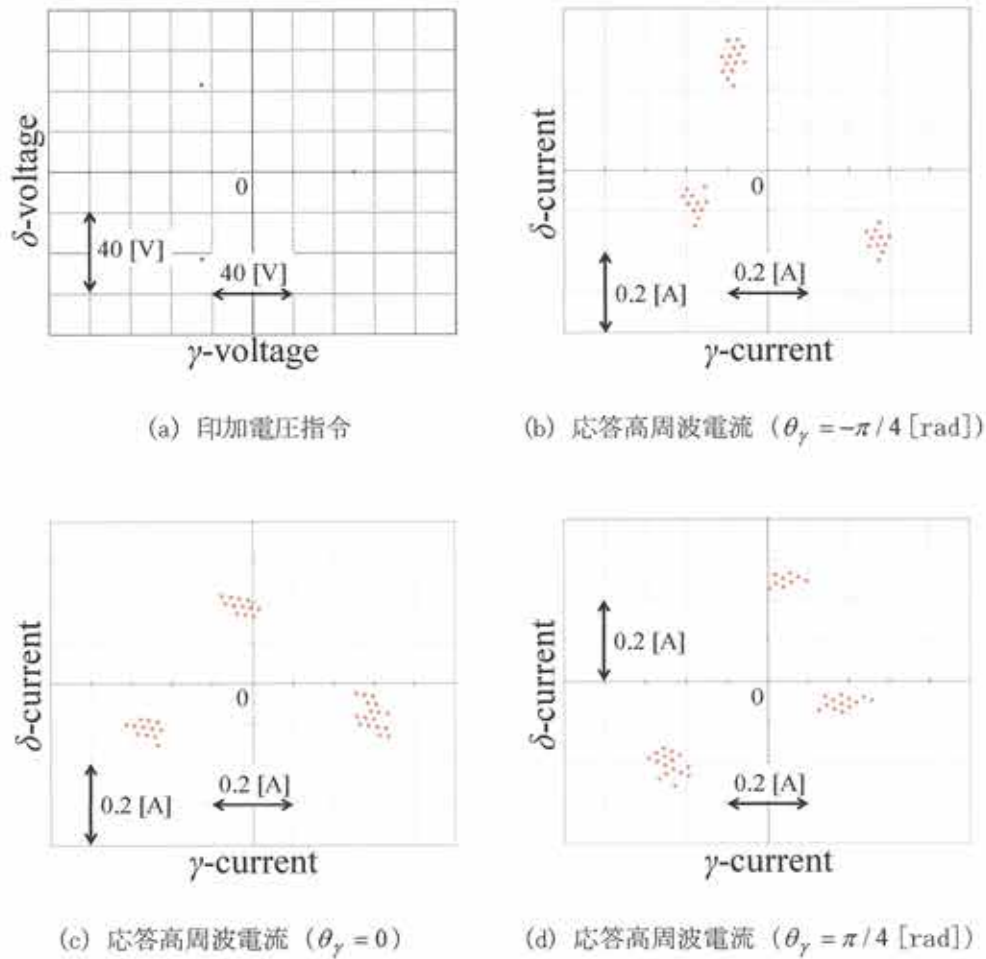 δ-voltage
0
40 [V]
40 [V]
γ-voltage
(a) 印加電圧指令
δ-current
0
0.2 [A]
0.2 [A]
γ-current
(b) 応答高周波電流 (θγ = −π / 4 [rad])
δ-current
0
0.2 [A]
0.2 [A]
γ-current
(c) 応答高周波電流 (θγ = 0)
δ-current
0.2 [A]
0
0.2 [A]
γ-current
(d) 応答高周波電流 (θγ = π / 4 [rad])